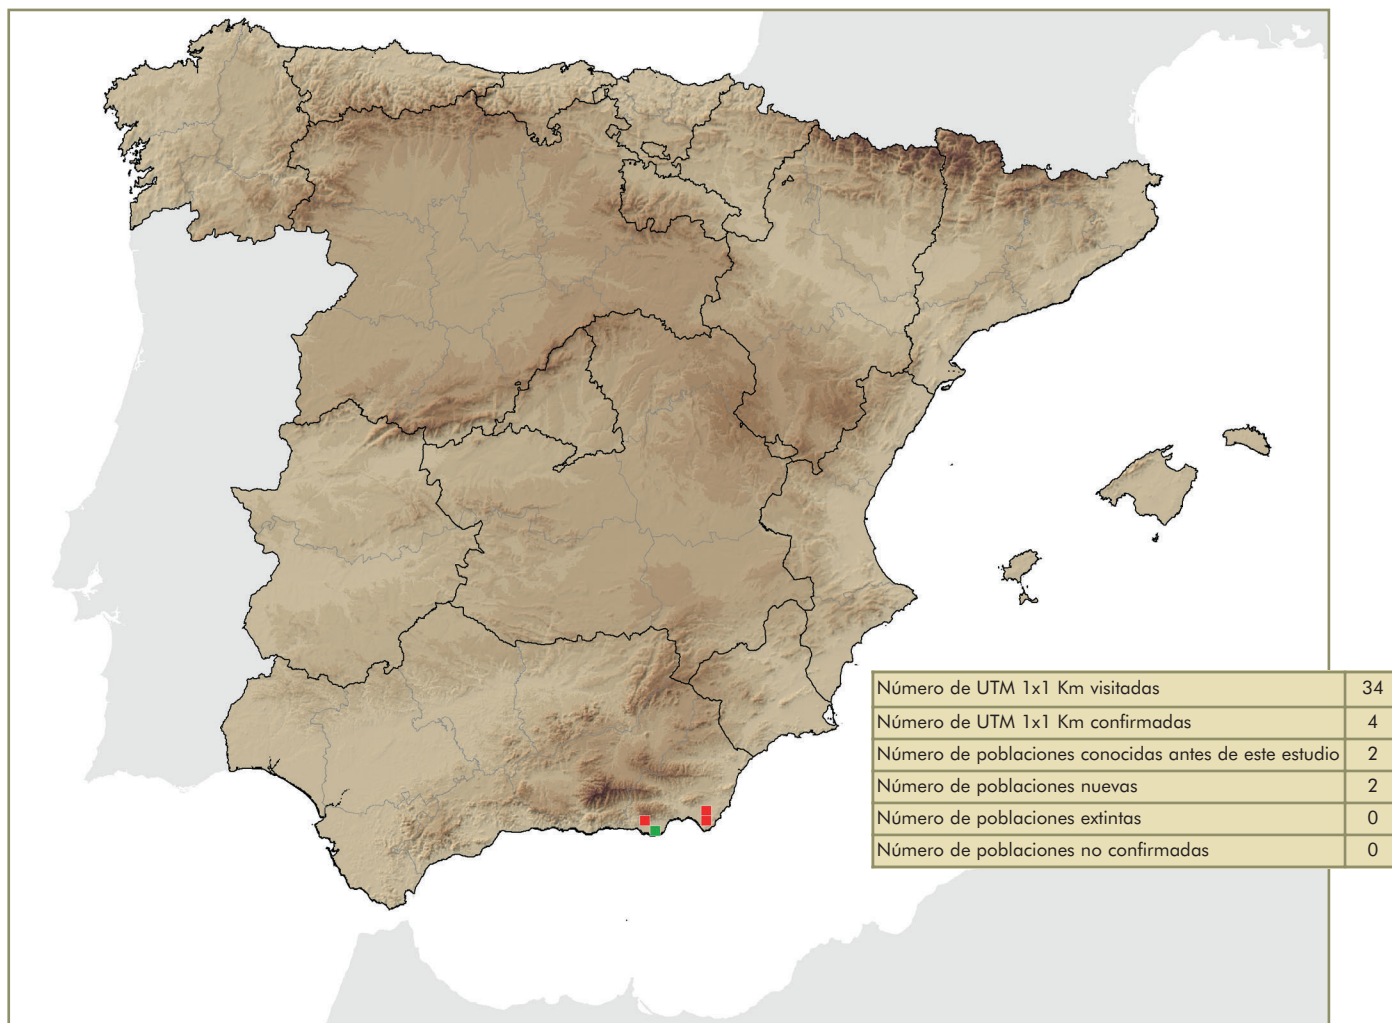 Número de UTM 1x1 Km visitadas 34
Número de UTM 1x1 Km confirmadas 4
Número de poblaciones conocidas antes de este estudio 2
Número de poblaciones nuevas 2
Número de poblaciones extintas 0
Número de poblaciones no confirmadas 0